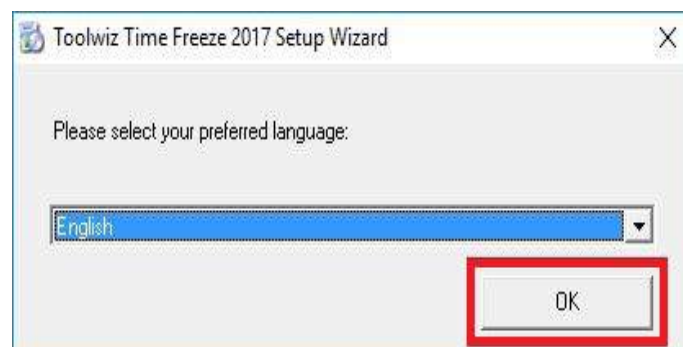 Toolwiz Time Freeze 2017 Setup Wizard
Please select your preferred language:
English
OK